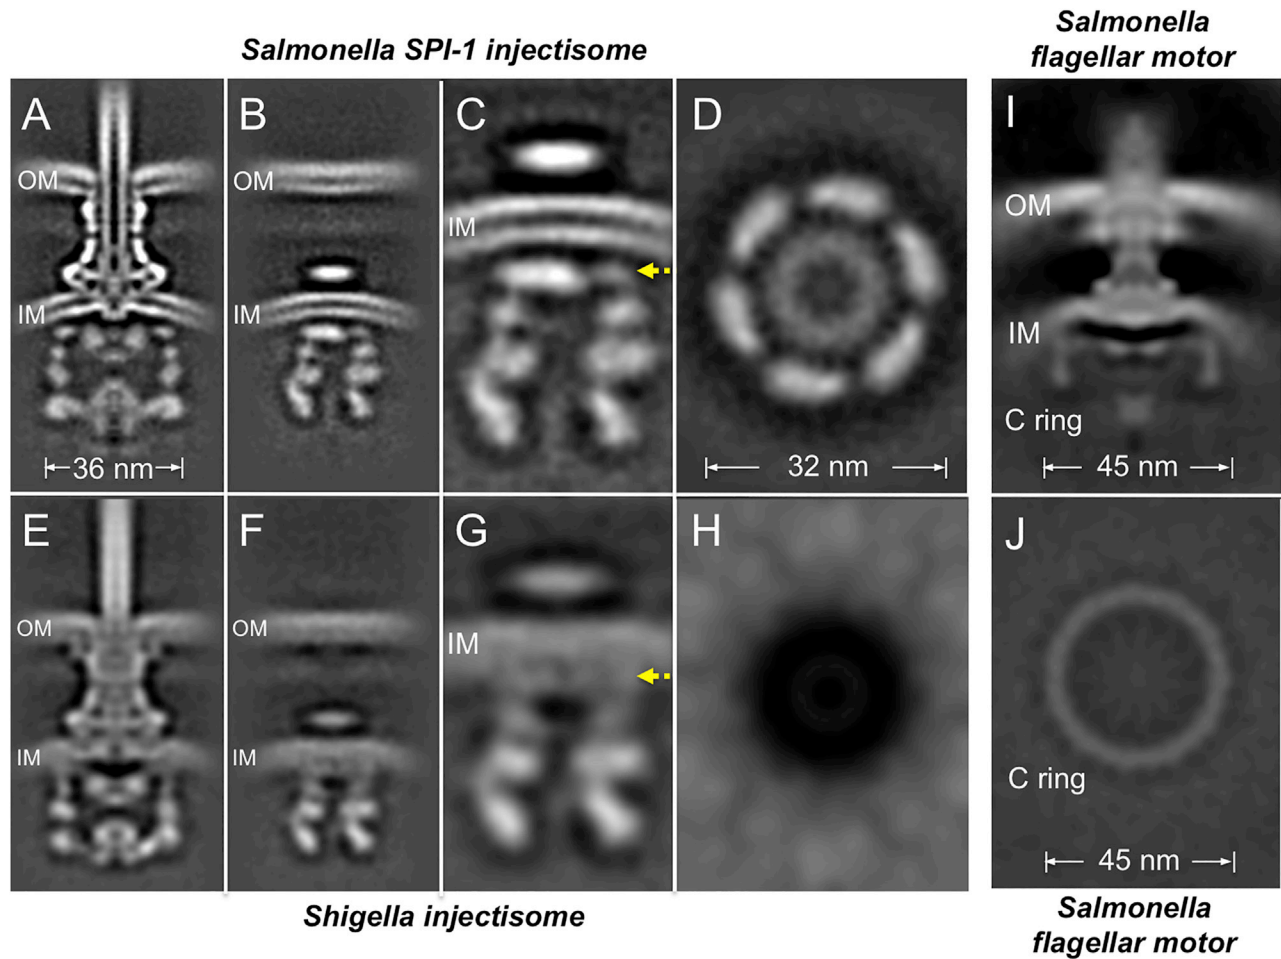 Salmonella SPI-1 injectisome
Salmonella
flagellar motor
A
OM
IM
36 nm
B
OM
IM
C
IM
D
32 nm
I
OM
IM
C ring
45 nm
E
OM
IM
F
OM
IM
G
IM
H
J
C ring
45 nm
Shigella injectisome
Salmonella
flagellar motor